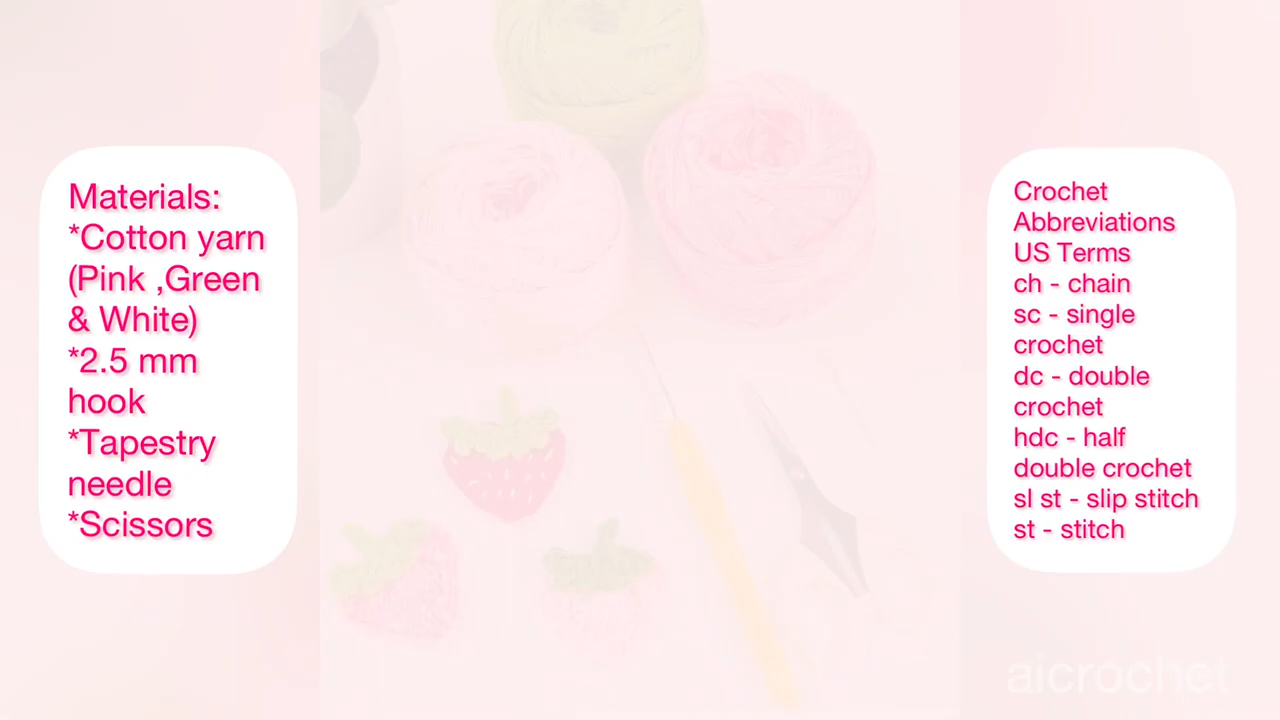 Materials:
*Cotton yarn
(Pink ,Green
& White)
*2.5 mm
hook
*Tapestry
needle
*Scissors
Crochet
Abbreviations
US Terms
ch - chain
sc - single
crochet
dc - double
crochet
hdc - half
double crochet
sl st - slip stitch
st - stitch
aicrochet